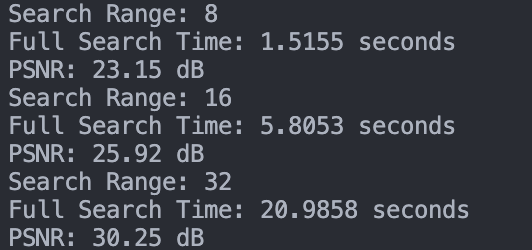 Search Range: 8
Full Search Time: 1.5155 seconds
PSNR: 23.15 dB
Search Range: 16
Full Search Time: 5.8053 seconds
PSNR: 25.92 dB
Search Range: 32
Full Search Time: 20.9858 seconds
PSNR: 30.25 dB